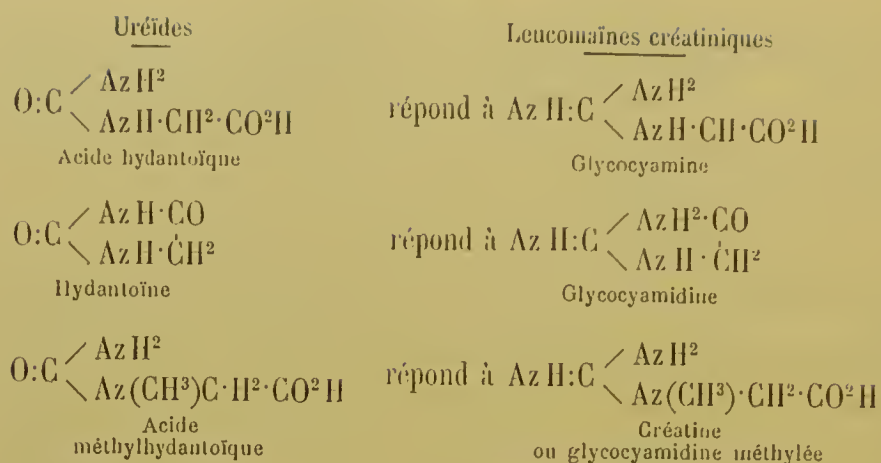 Uréïdes
Leucomaïnes créatiniques
O:C / AzH²
\ AzH·CH²·CO²H
Acide hydantoïque
répond à AzH:C / AzH²
\ AzH·CH·CO²H
Glycocyamine
O:C / AzH·CO
\ AzH·ĊH²
Hydantoïne
répond à AzH:C / AzH²·CO
\ AzH·ĊH²
Glycocyamidine
O:C / AzH²
\ Az(CH³)C·H²·CO²H
Acide
méthylhydantoïque
répond à AzH:C / AzH²
\ Az(CH³)·CH²·CO²H
Créatine
ou glycocyamidine méthylée